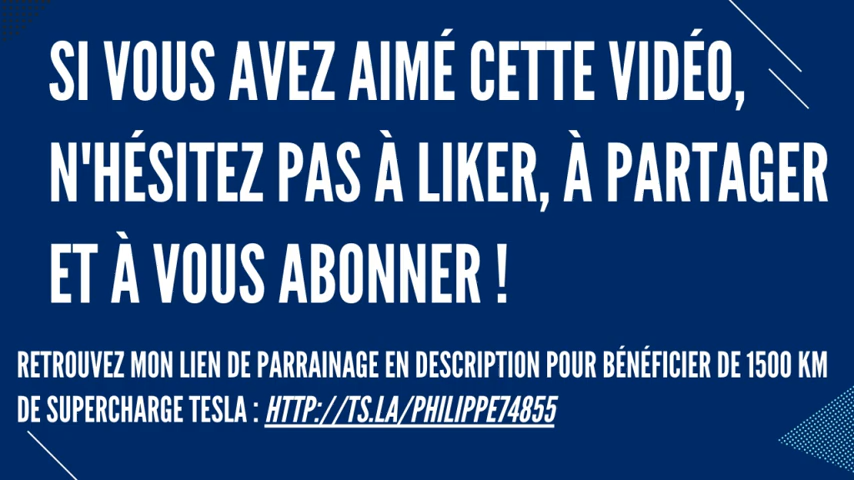 SI VOUS AVEZ AIMÉ CETTE VIDÉO,
N'HÉSITEZ PAS À LIKER, À PARTAGER
ET À VOUS ABONNER !
RETROUVEZ MON LIEN DE PARRAINAGE EN DESCRIPTION POUR BÉNÉFICIER DE 1500 KM
DE SUPERCHARGE TESLA : HTTP://TS.LA/PHILIPPE74855